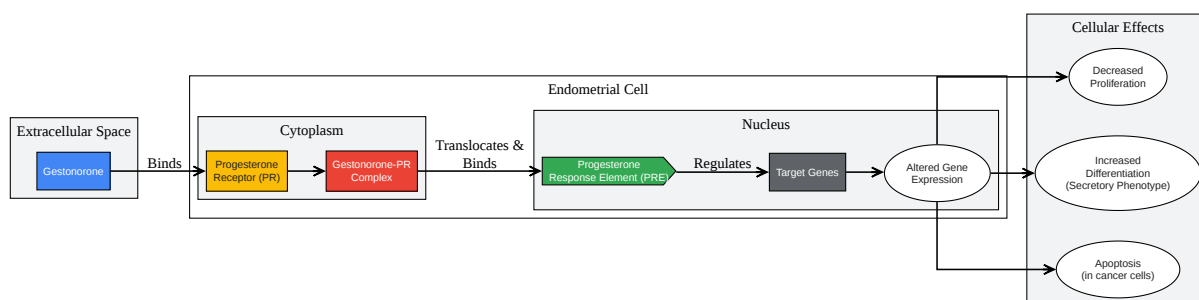 Cellular Effects
Decreased
Proliferation
Endometrial Cell
Extracellular Space
Cytoplasm
Nucleus
Translocates &
Binds
Binds
Regulates
Gestonorone
Progesterone
Receptor (PR)
Gestonorone-PR
Complex
Progesterone
Response Element (PRE)
Target Genes
Altered Gene
Expression
Increased
Differentiation
(Secretory Phenotype)
Apoptosis
(in cancer cells)